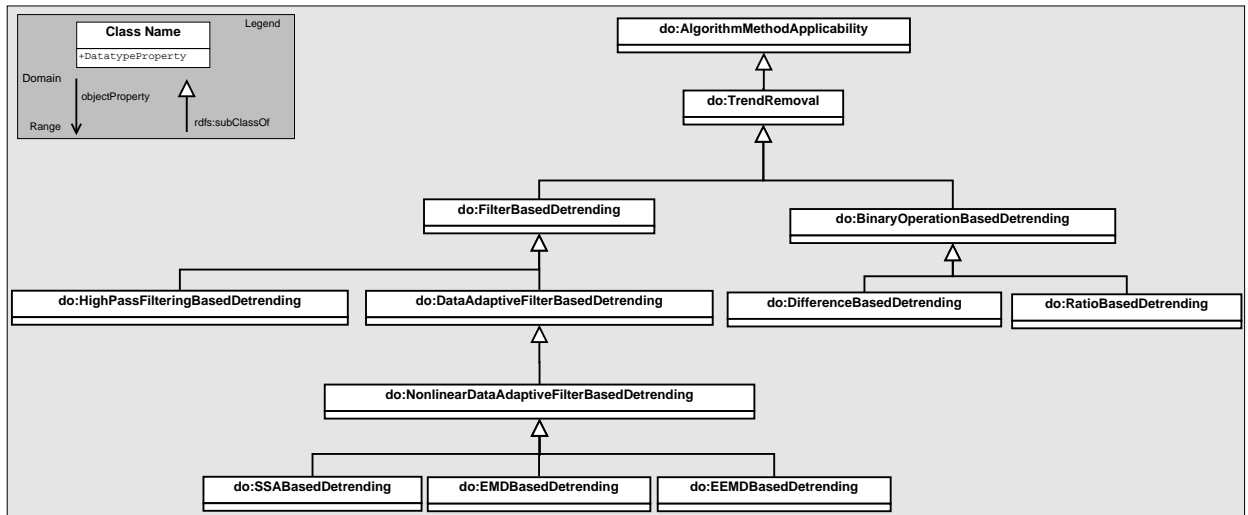 Class Name
Legend
+DatatypeProperty
Domain
objectProperty
Range
rdfs:subClassOf
do:AlgorithmMethodApplicability
do:TrendRemoval
do:FilterBasedDetrending
do:BinaryOperationBasedDetrending
do:HighPassFilteringBasedDetrending
do:DataAdaptiveFilterBasedDetrending
do:DifferenceBasedDetrending
do:RatioBasedDetrending
do:NonlinearDataAdaptiveFilterBasedDetrending
do:SSABasedDetrending
do:EMDBasedDetrending
do:EEMDBasedDetrending